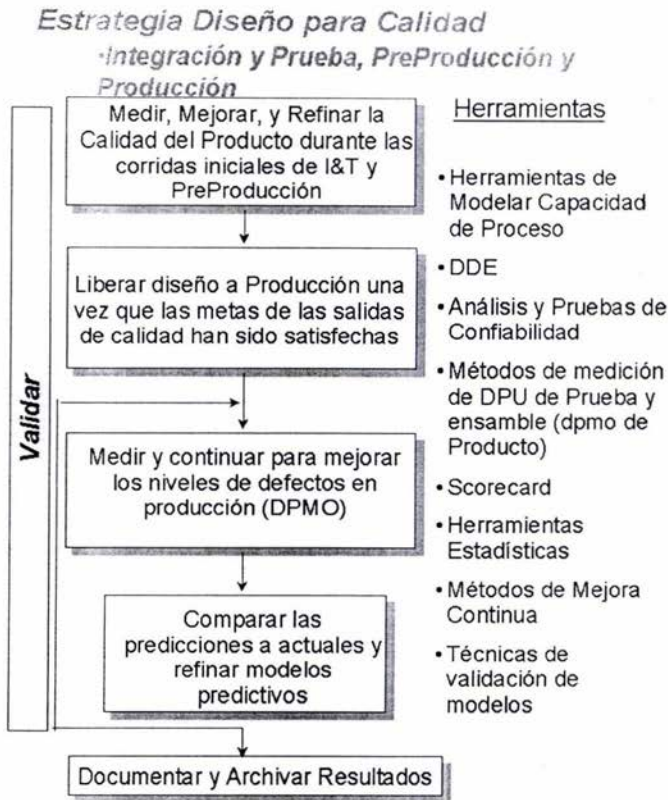 Estrategia Diseño para Calidad
·Integración y Prueba, PreProducción y
Producción
Medir, Mejorar, y Refinar la
Calidad del Producto durante las
corridas iniciales de I&T y
PreProducción
Liberar diseño a Producción una
vez que las metas de las salidas
de calidad han sido satisfechas
Medir y continuar para mejorar
los niveles de defectos en
producción (DPMO)
Comparar las
predicciones a actuales y
refinar modelos
predictivos
Documentar y Archivar Resultados
Validar
Herramientas
•Herramientas de
Modelar Capacidad
de Proceso
•DDE
•Análisis y Pruebas de
Confiabilidad
•Métodos de medición
de DPU de Prueba y
ensamble (dpmo de
Producto)
•Scorecard
•Herramientas
Estadísticas
•Métodos de Mejora
Continua
•Técnicas de
validación de
modelos